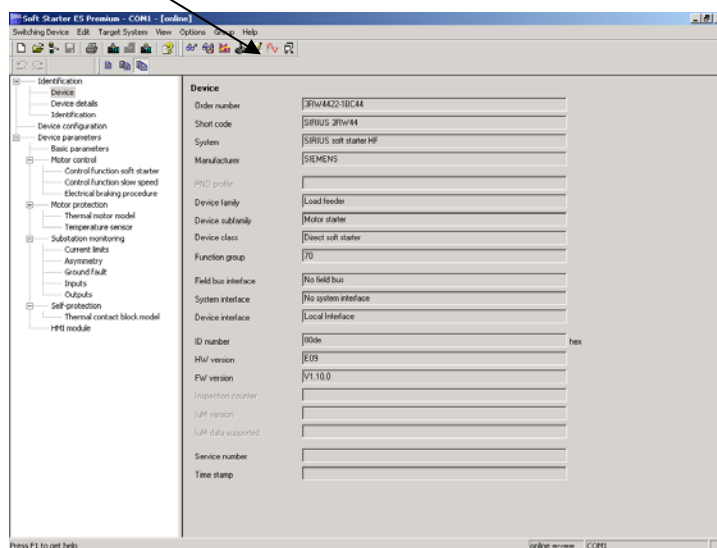 Soft Starter ES Premium - COM1 - [online]
Switching Device Edit Target System View Options Group Help
Identification
Device
Device details
Identification
Device configuration
Device parameters
Basic parameters
Motor control
Control function soft starter
Control function slow speed
Electrical braking procedure
Motor protection
Thermal motor model
Temperature sensor
Substation monitoring
Current limits
Asymmetry
Ground fault
Inputs
Outputs
Self-protection
Thermal contact block model
HMI module
Device
Order number 3RW4422-1BC44
Short code SIRIUS 3RW44
System SIRIUS soft starter HF
Manufacturer SIEMENS
PNO profile
Device family Load feeder
Device subfamily Motor starter
Device class Direct soft starter
Function group 70
Field bus interface No field bus
System interface No system interface
Device interface Local Interface
ID number 00de hex
HW version E09
FW version V1.10.0
Inspection counter
IuM version
IuM data supported
Service number
Time stamp
Press F1 to get help
online COM1